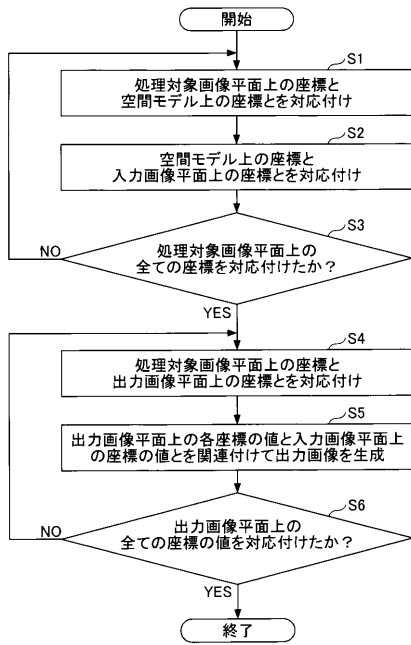 開始
S1
処理対象画像平面上の座標と
空間モデル上の座標とを対応付け
S2
空間モデル上の座標と
入力画像平面上の座標とを対応付け
S3
処理対象画像平面上の
全ての座標を対応付けたか？
NO
YES
S4
処理対象画像平面上の座標と
出力画像平面上の座標とを対応付け
S5
出力画像平面上の各座標の値と入力画像平面上
の座標の値とを関連付けて出力画像を生成
S6
出力画像平面上の
全ての座標の値を対応付けたか？
NO
YES
終了